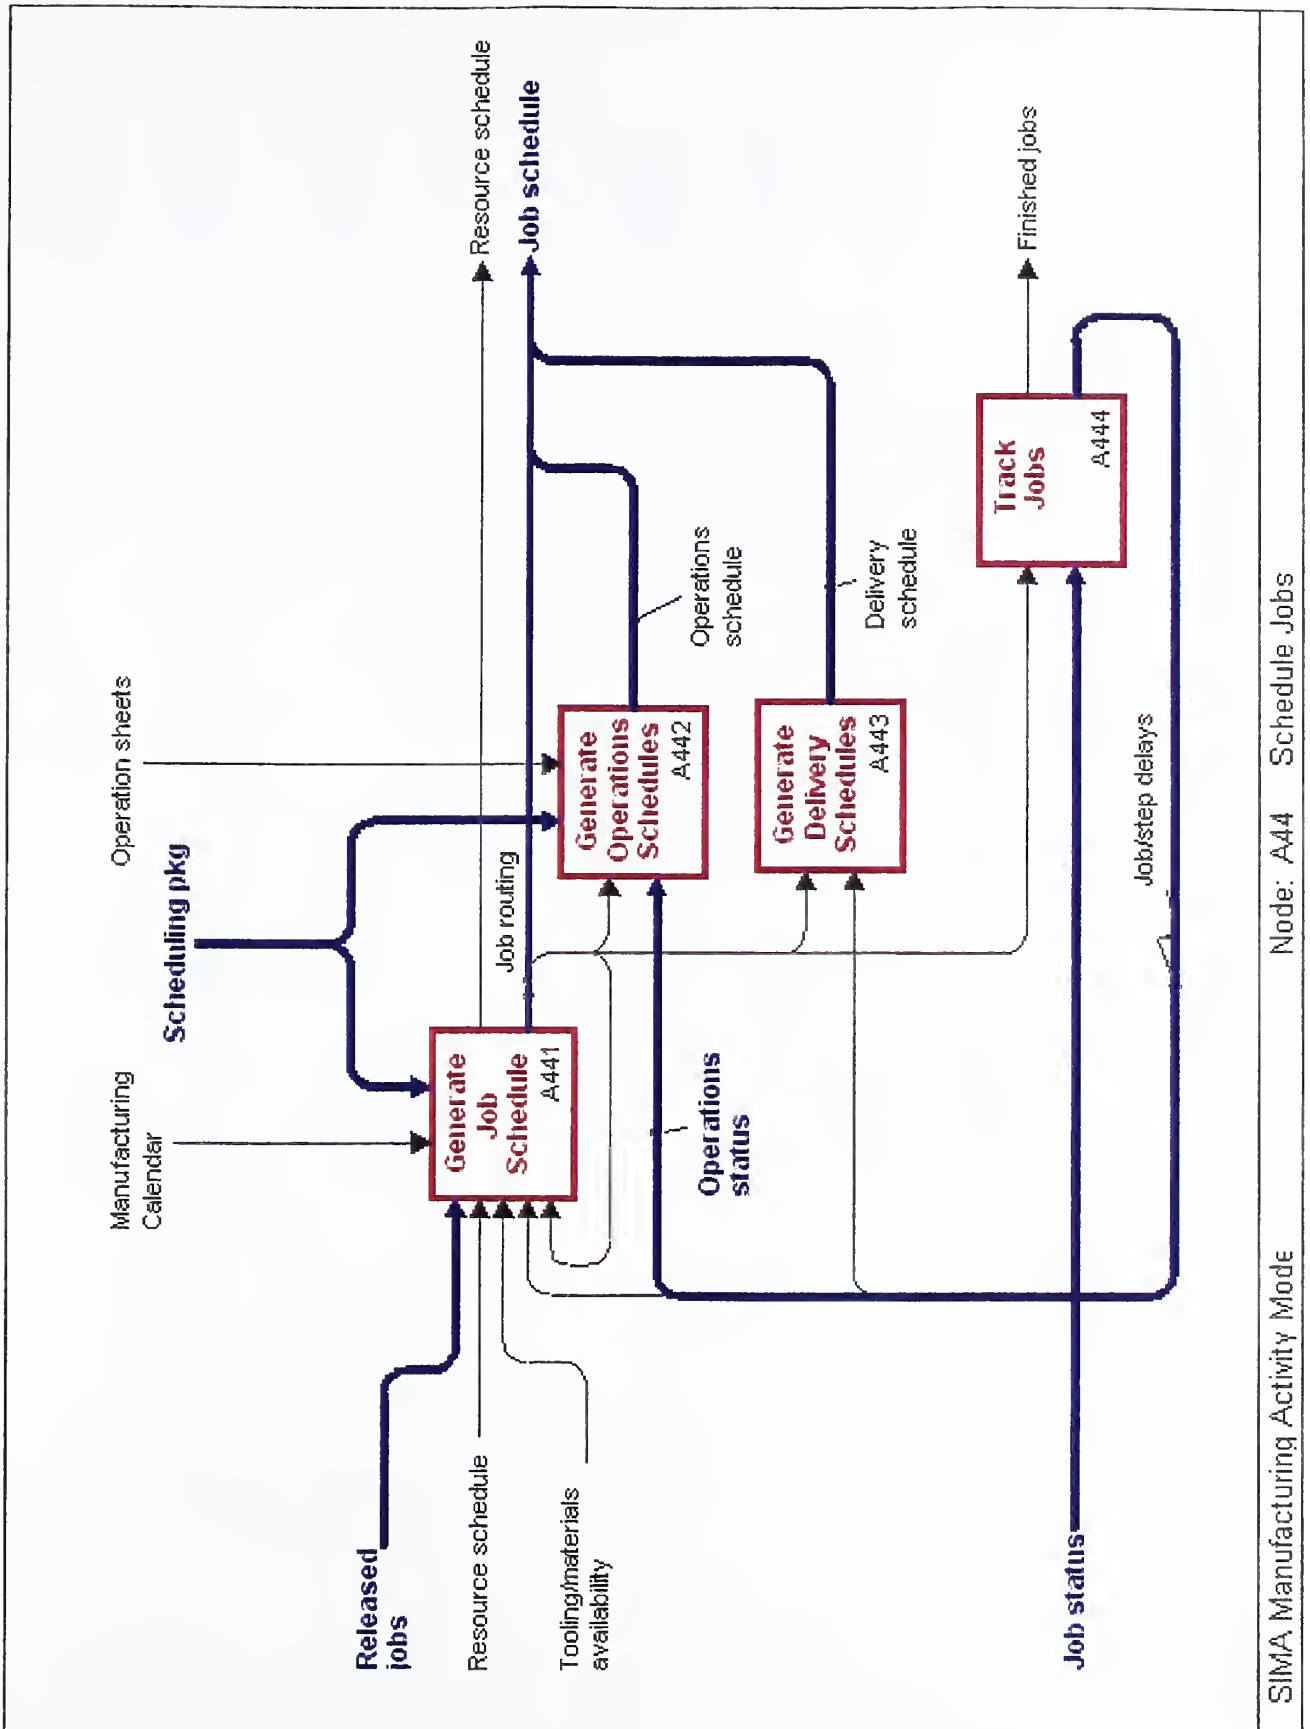 Manufacturing
Calendar
Scheduling pkg
Operation sheets
Released
jobs
Resource schedule
Tooling/materials
availability
Generate
Job
Schedule
A441
Job routing
Resource schedule
Job schedule
Generate
Operations
Schedules
A442
Operations
schedule
Operations
status
Generate
Delivery
Schedules
A443
Delivery
schedule
Track
Jobs
A444
Finished jobs
Job status
Job/step delays
SIMA Manufacturing Activity Mode
Node: A44 Schedule Jobs